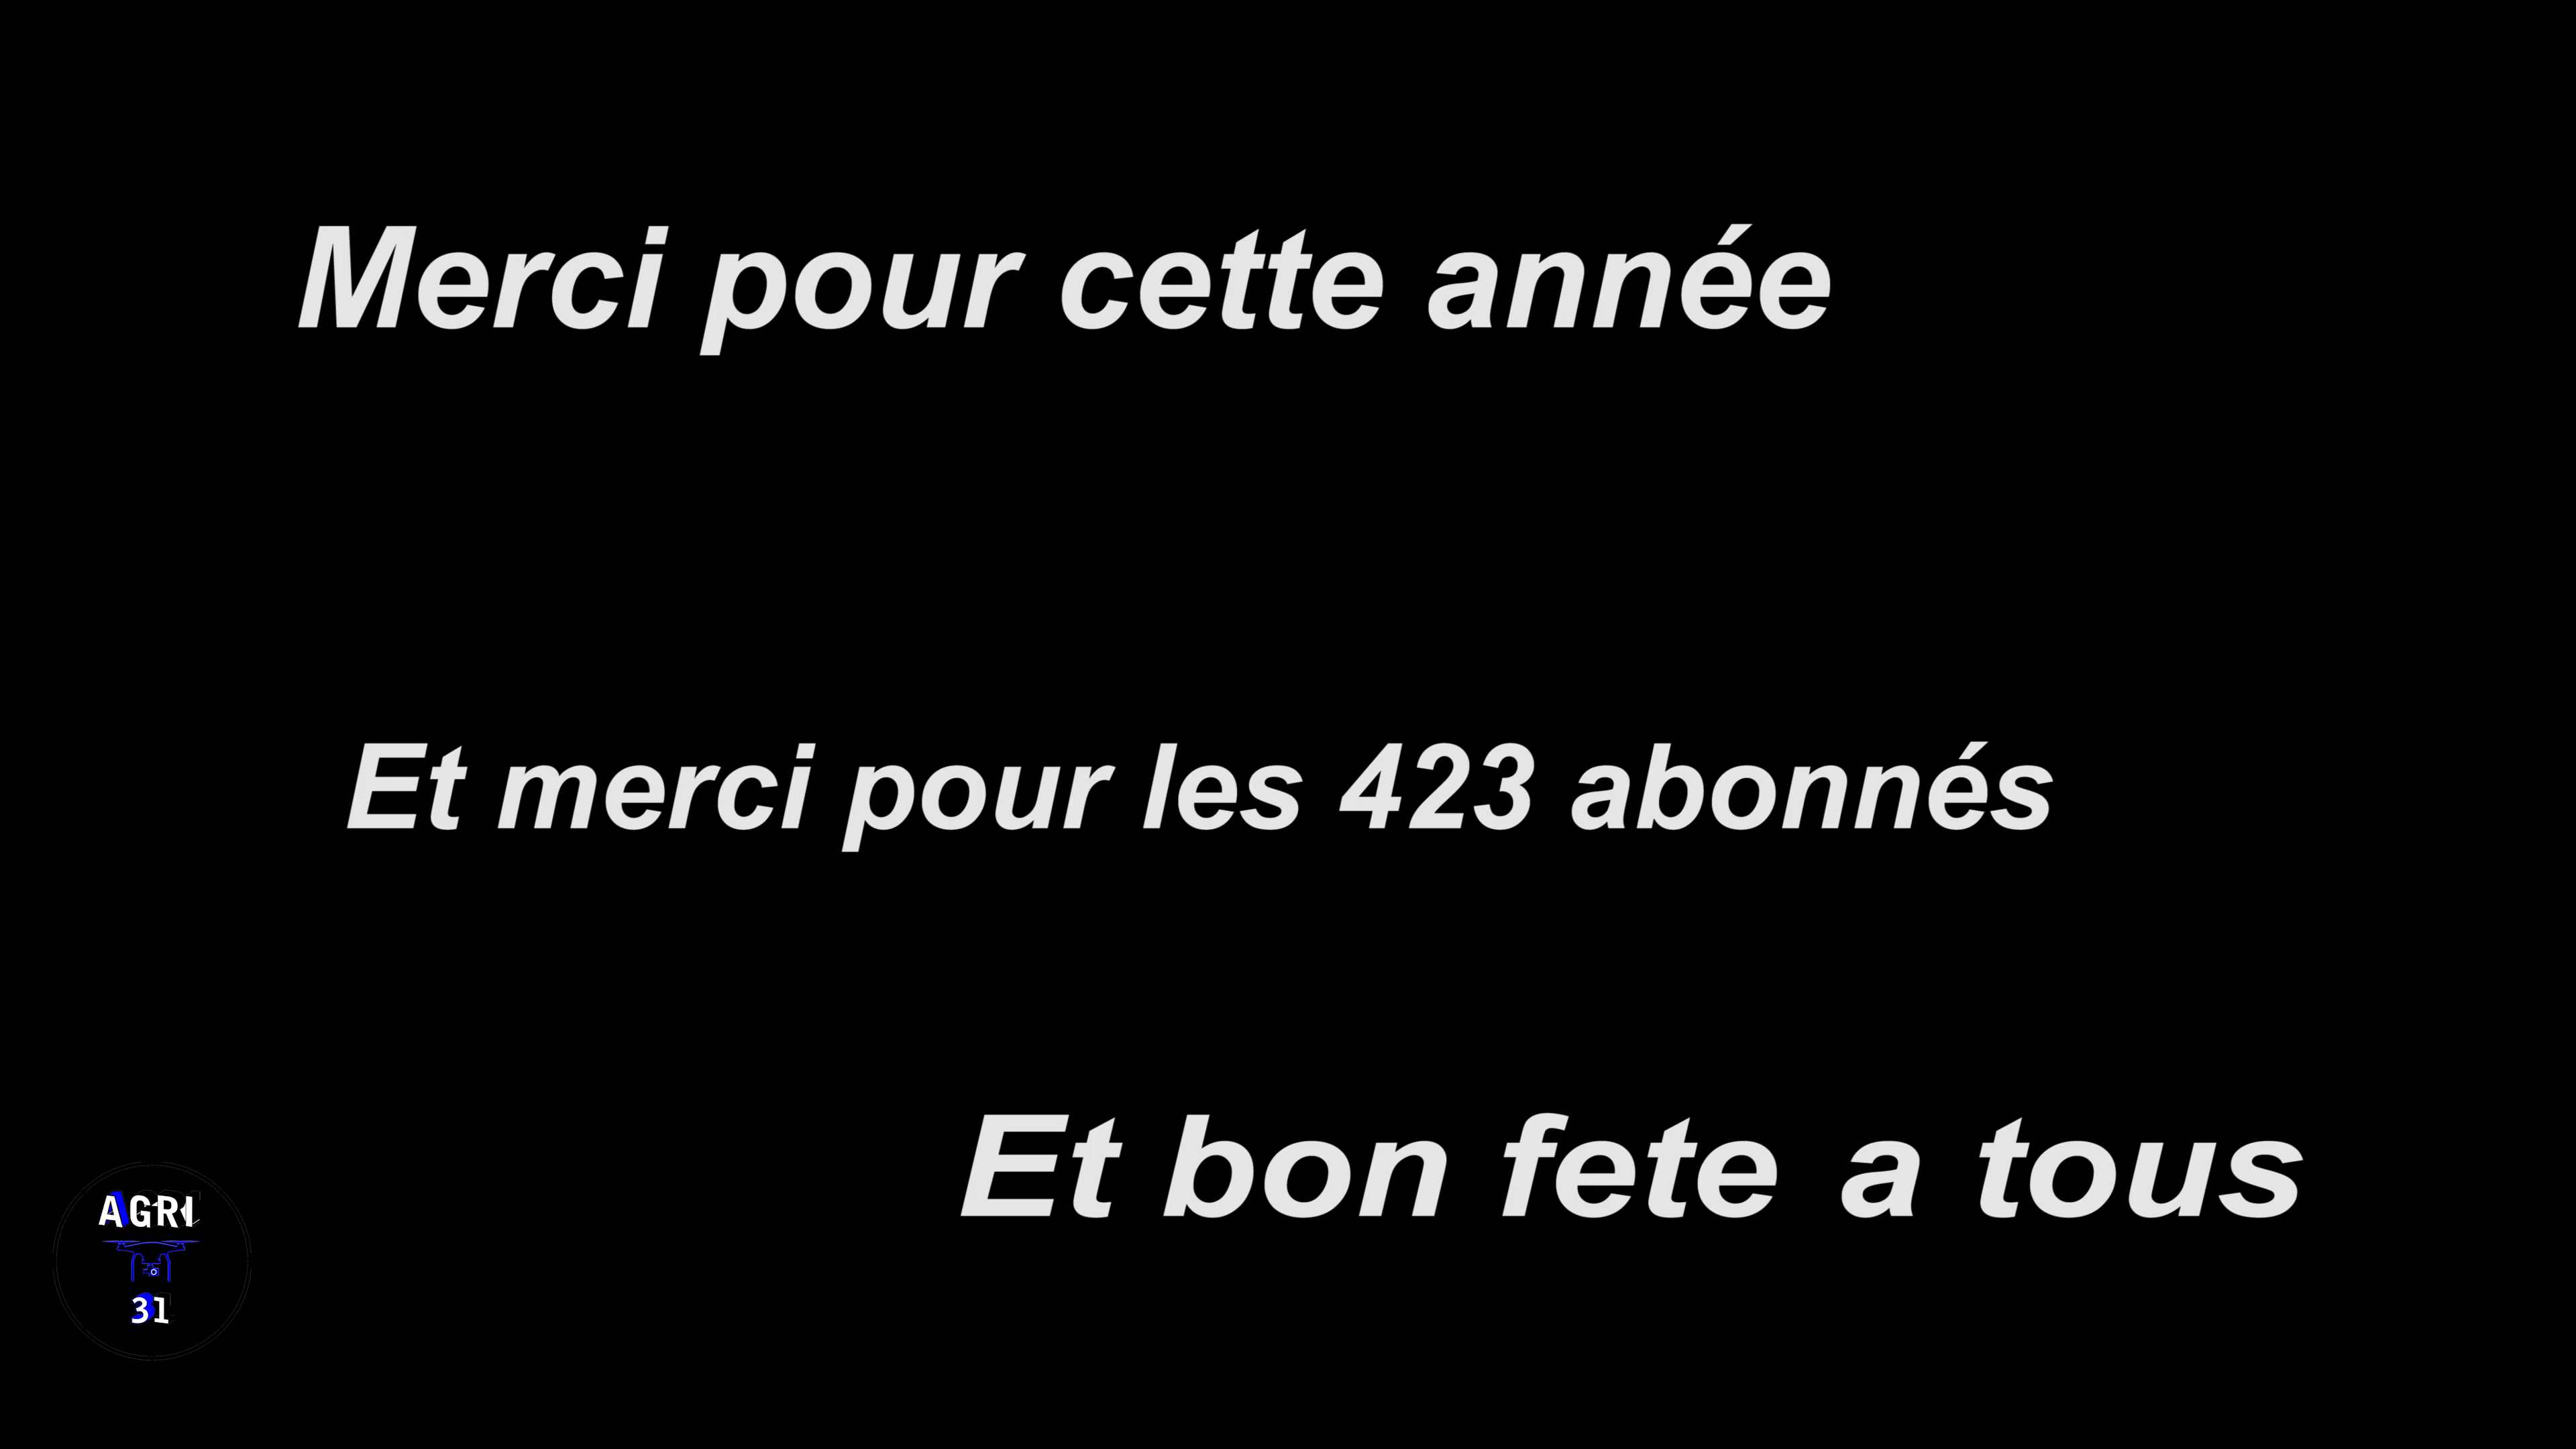 Merci pour cette année
Et merci pour les 423 abonnés
Et bon fete a tous
AGRI
31